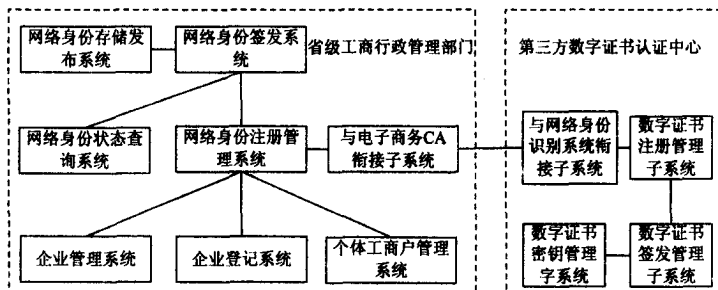 网络身份存储发
布系统
网络身份签发系
统
省级工商行政管理部门
第三方数字证书认证中心
网络身份状态查
询系统
网络身份注册管
理系统
与电子商务CA
衔接子系统
与网络身份
识别系统衔
接子系统
数字证书
注册管理
子系统
企业管理系统
企业登记系统
个体工商户管理
系统
数字证书
密钥管理
字系统
数字证书
签发管理
子系统